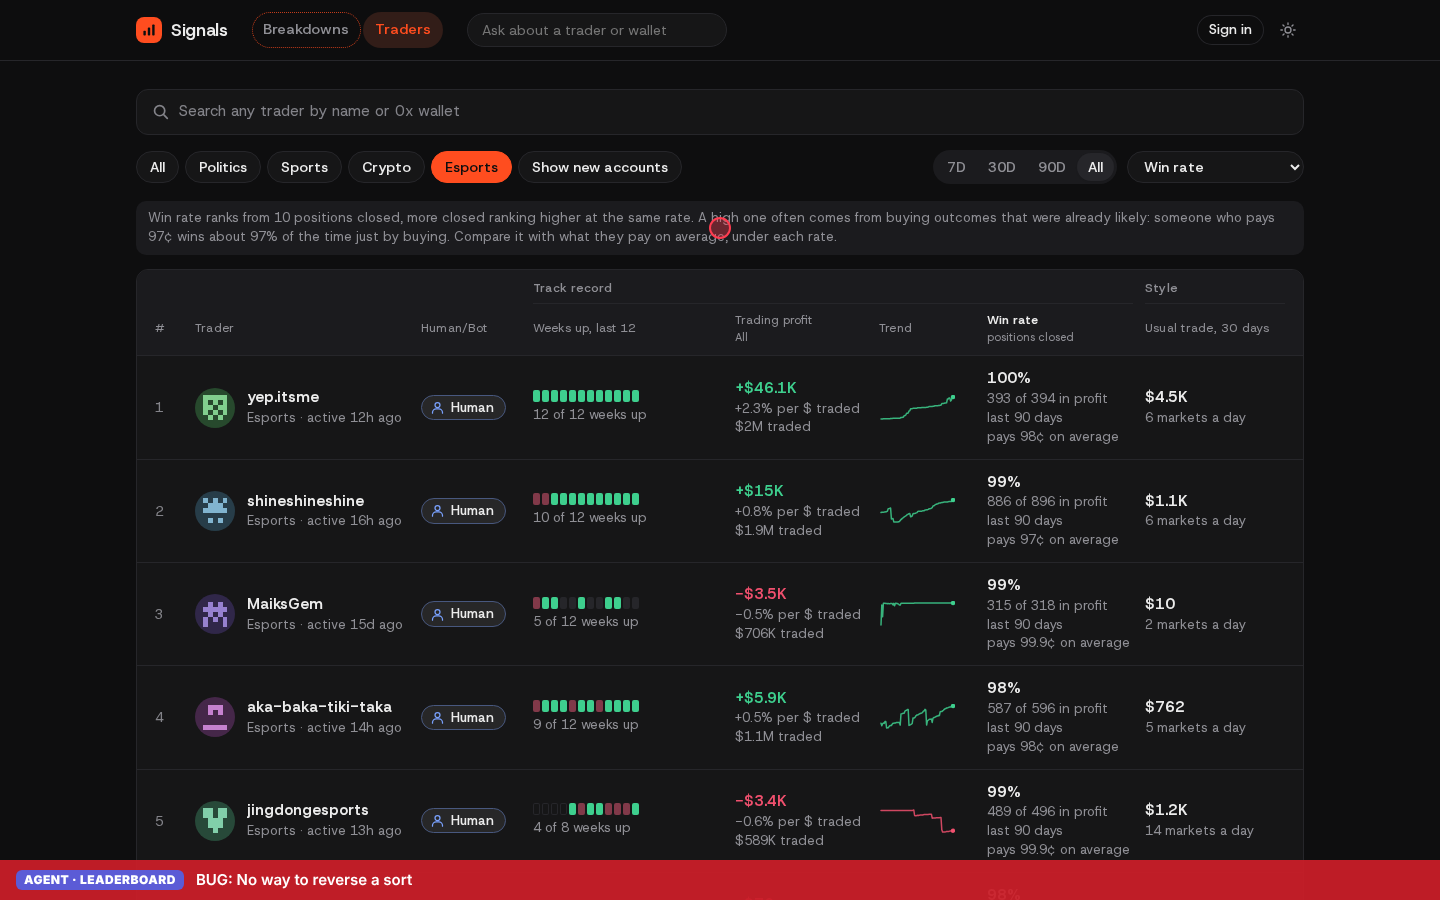 Signals
Breakdowns
Traders
Ask about a trader or wallet
Sign in
Search any trader by name or 0x wallet
All
Politics
Sports
Crypto
Esports
Show new accounts
7D
30D
90D
All
Win rate
Win rate ranks from 10 positions closed, more closed ranking higher at the same rate. A high one often comes from buying outcomes that were already likely: someone who pays
97¢ wins about 97% of the time just by buying. Compare it with what they pay on average, under each rate.
Track record
Style
#
Trader
Human/Bot
Weeks up, last 12
Trading profit
All
Trend
Win rate
positions closed
Usual trade, 30 days
1
yep.itsme
Esports · active 12h ago
Human
12 of 12 weeks up
+$46.1K
+2.3% per $ traded
$2M traded
100%
393 of 394 in profit
last 90 days
pays 98¢ on average
$4.5K
6 markets a day
2
shineshineshine
Esports · active 16h ago
Human
10 of 12 weeks up
+$15K
+0.8% per $ traded
$1.9M traded
99%
886 of 896 in profit
last 90 days
pays 97¢ on average
$1.1K
6 markets a day
3
MaiksGem
Esports · active 15d ago
Human
5 of 12 weeks up
−$3.5K
−0.5% per $ traded
$706K traded
99%
315 of 318 in profit
last 90 days
pays 99.9¢ on average
$10
2 markets a day
4
aka-baka-tiki-taka
Esports · active 14h ago
Human
9 of 12 weeks up
+$5.9K
+0.5% per $ traded
$1.1M traded
98%
587 of 596 in profit
last 90 days
pays 98¢ on average
$762
5 markets a day
5
jingdongesports
Esports · active 13h ago
Human
4 of 8 weeks up
−$3.4K
−0.6% per $ traded
$589K traded
99%
489 of 496 in profit
last 90 days
pays 99.9¢ on average
$1.2K
14 markets a day
AGENT · LEADERBOARD
BUG: No way to reverse a sort
98%